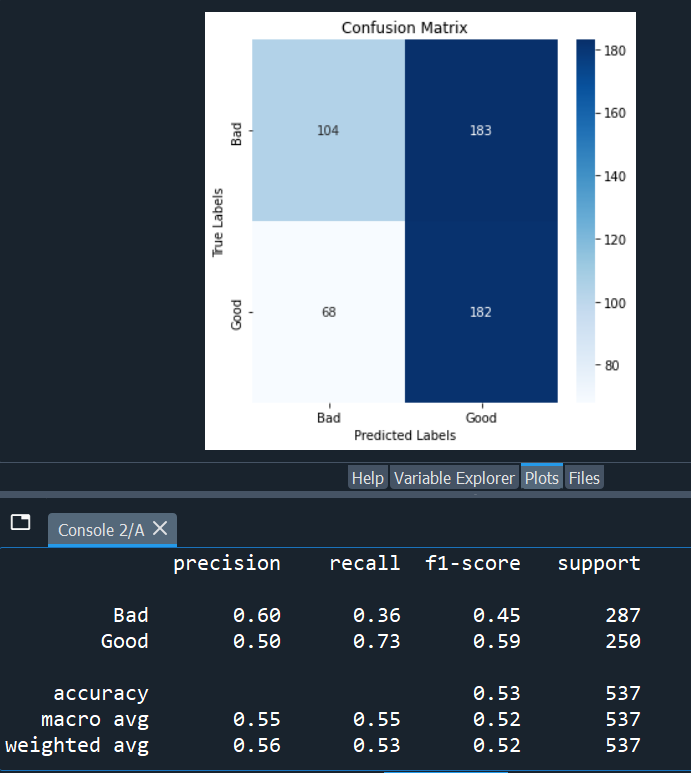 Confusion Matrix
180
160
140
120
100
80
104 183
68 182
Bad
Good
True Labels
Bad Good
Predicted Labels
Help Variable Explorer Plots Files
Console 2/A
precision recall f1-score support
Bad 0.60 0.36 0.45 287
Good 0.50 0.73 0.59 250
accuracy 0.53 537
macro avg 0.55 0.55 0.52 537
weighted avg 0.56 0.53 0.52 537